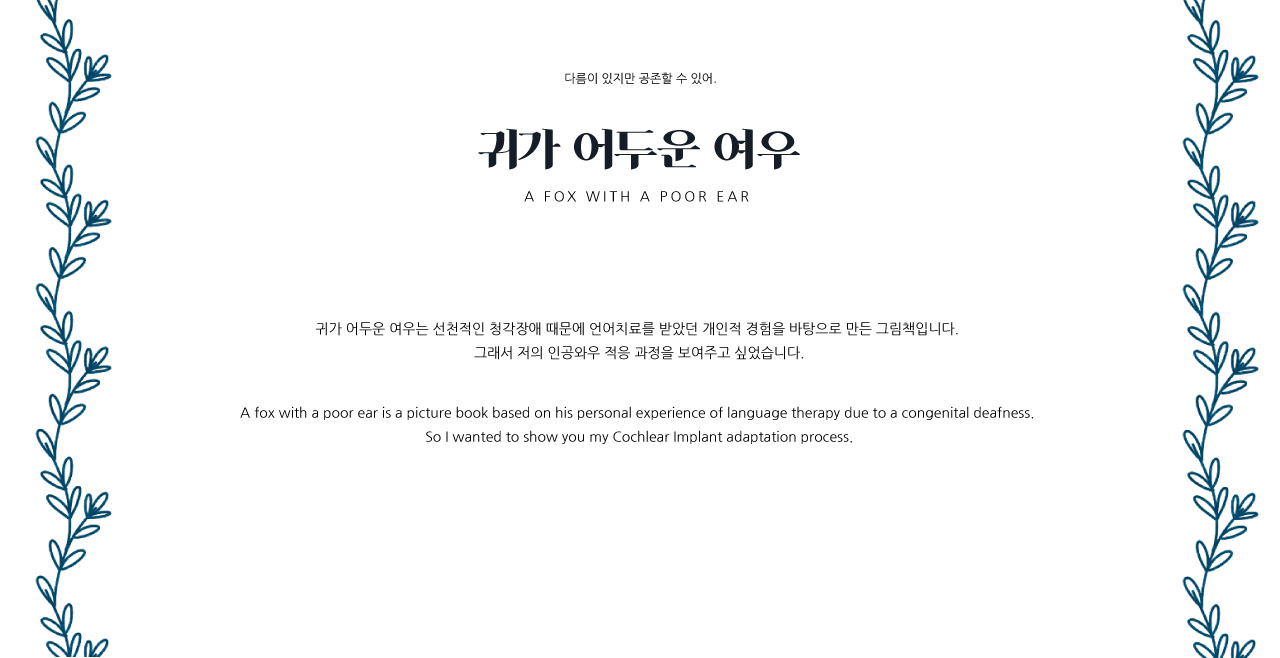 다름이 있지만 공존할 수 있어.
귀가 어두운 여우
A FOX WITH A POOR EAR
귀가 어두운 여우는 선천적인 청각장애 때문에 언어치료를 받았던 개인적 경험을 바탕으로 만든 그림책입니다.
그래서 저의 인공와우 적응 과정을 보여주고 싶었습니다.
A fox with a poor ear is a picture book based on his personal experience of language therapy due to a congenital deafness.
So I wanted to show you my Cochlear Implant adaptation process.